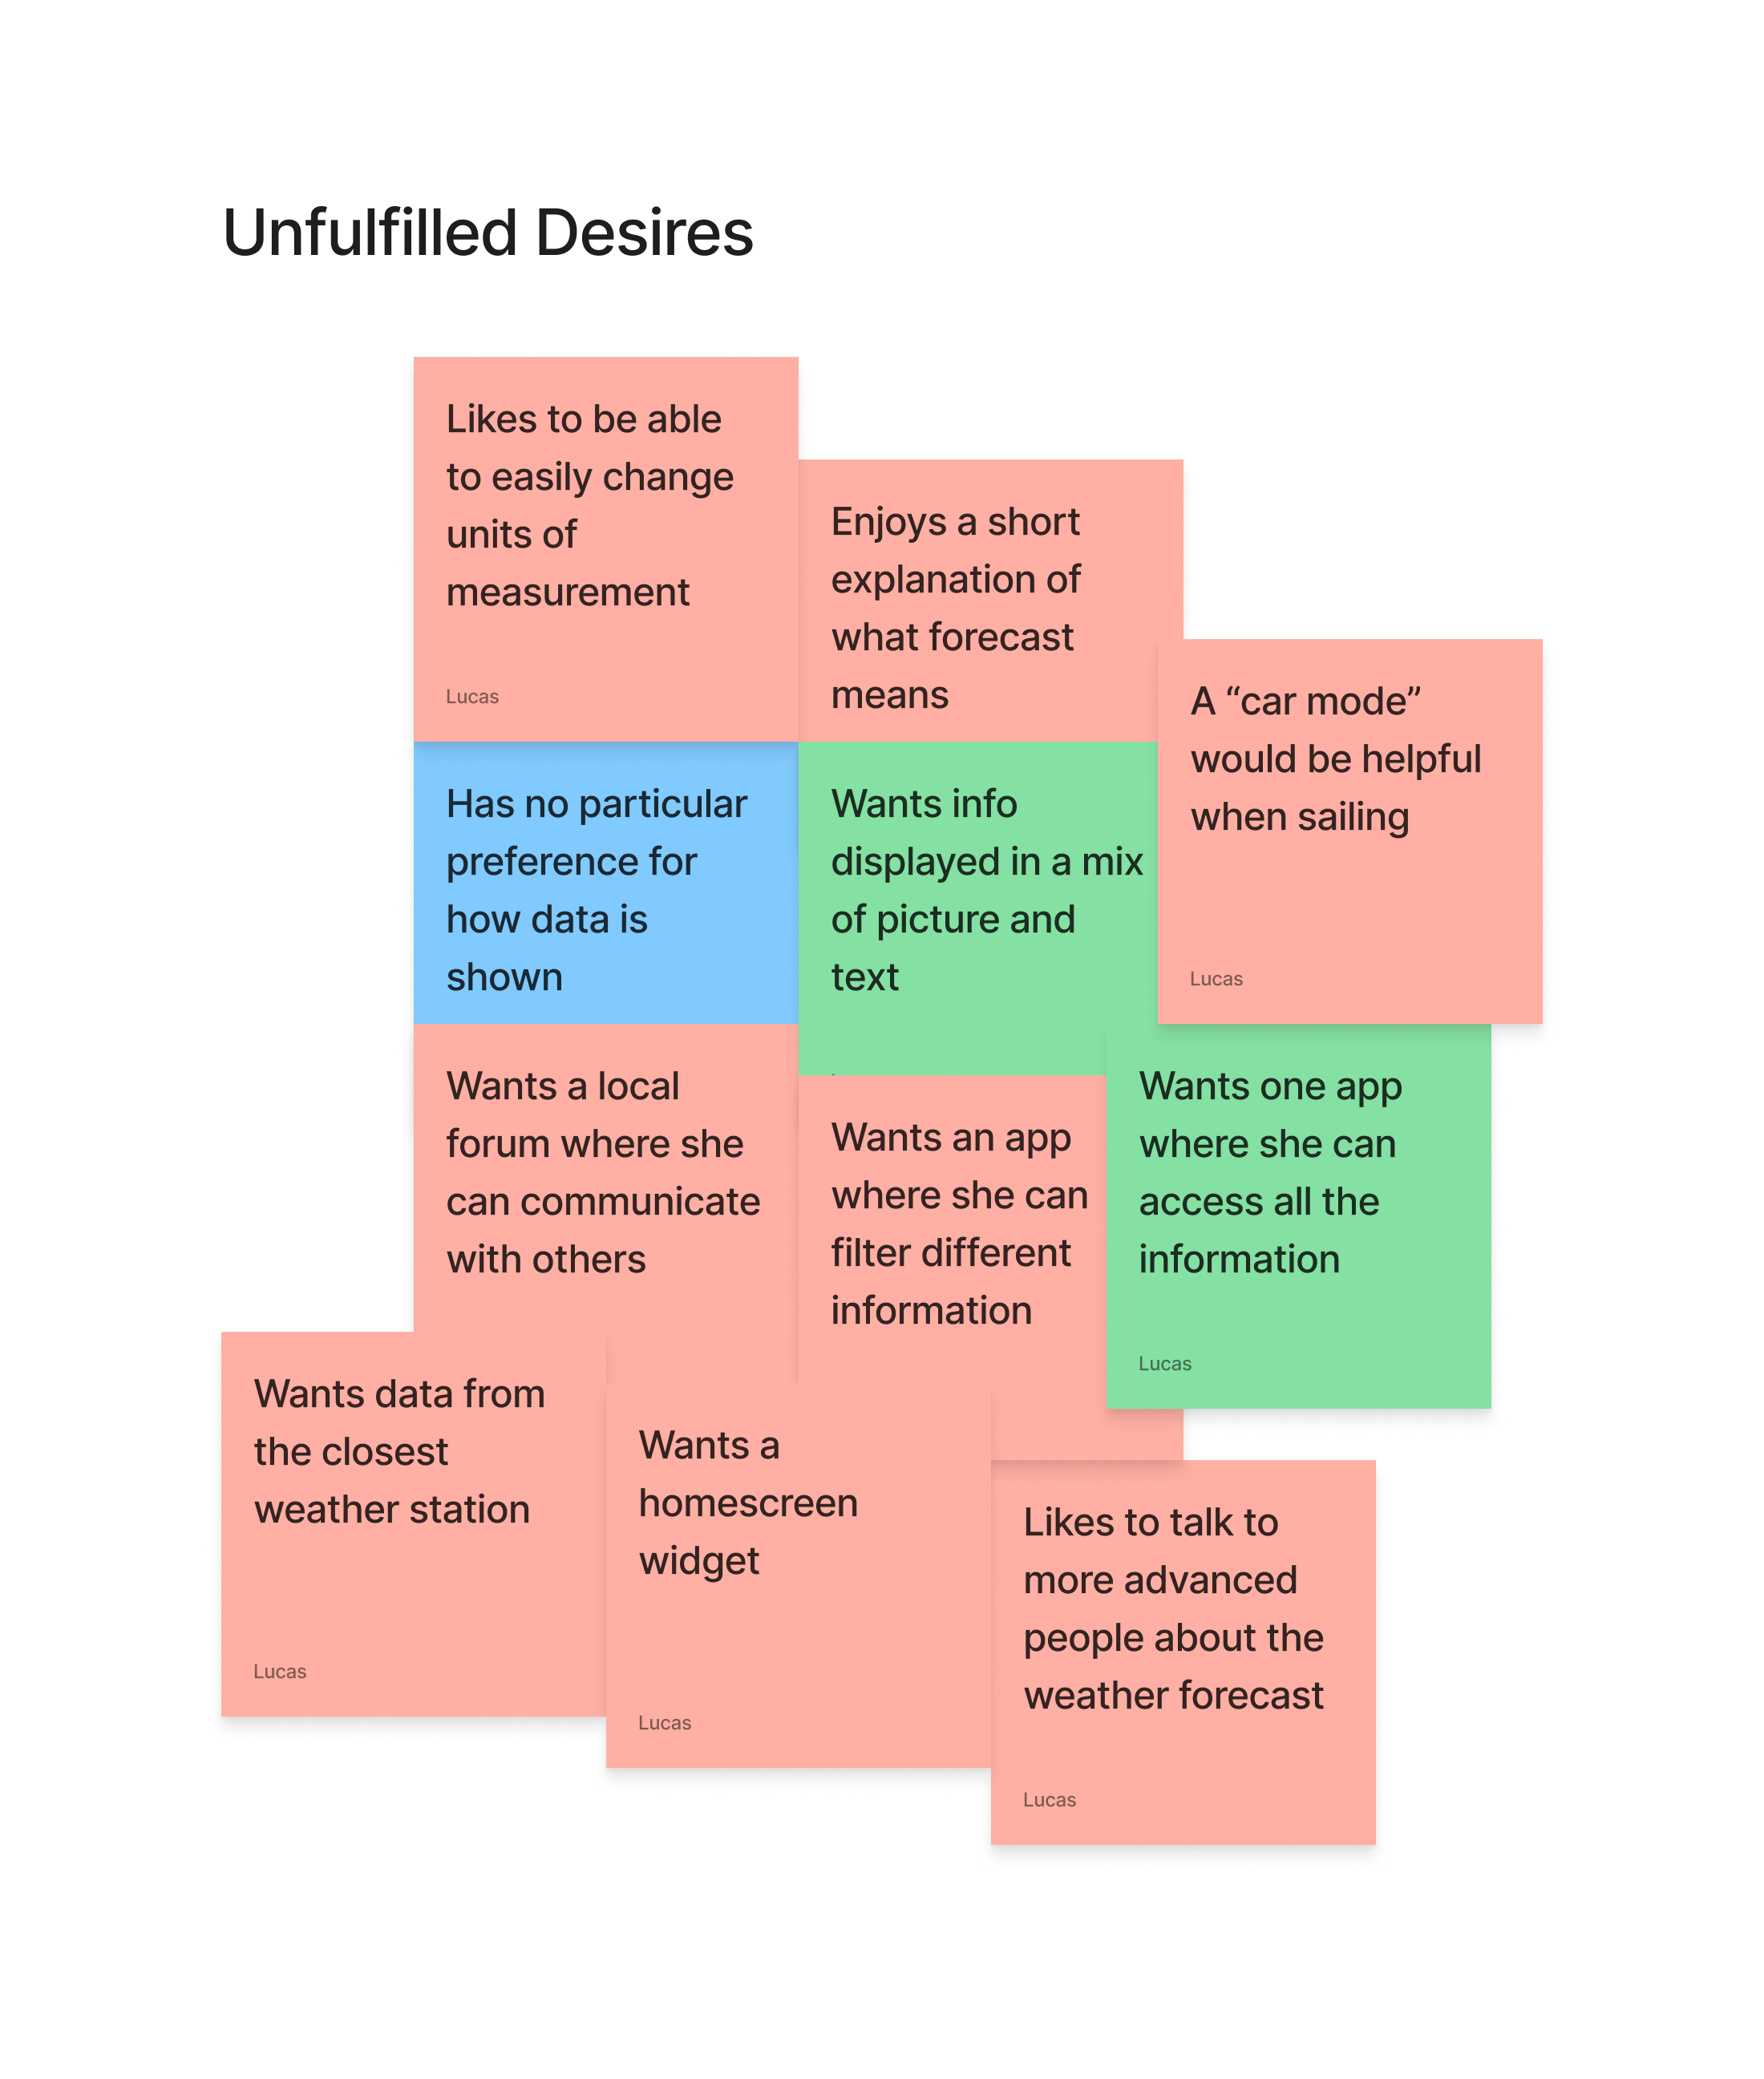 Unfulfilled Desires
Likes to be able
to easily change
units of
measurement
Lucas
Enjoys a short
explanation of
what forecast
means
A “car mode”
would be helpful
when sailing
Lucas
Has no particular
preference for
how data is
shown
Wants info
displayed in a mix
of picture and
text
Wants a local
forum where she
can communicate
with others
Wants an app
where she can
filter different
information
Wants one app
where she can
access all the
information
Lucas
Wants data from
the closest
weather station
Lucas
Wants a
homescreen
widget
Lucas
Likes to talk to
more advanced
people about the
weather forecast
Lucas